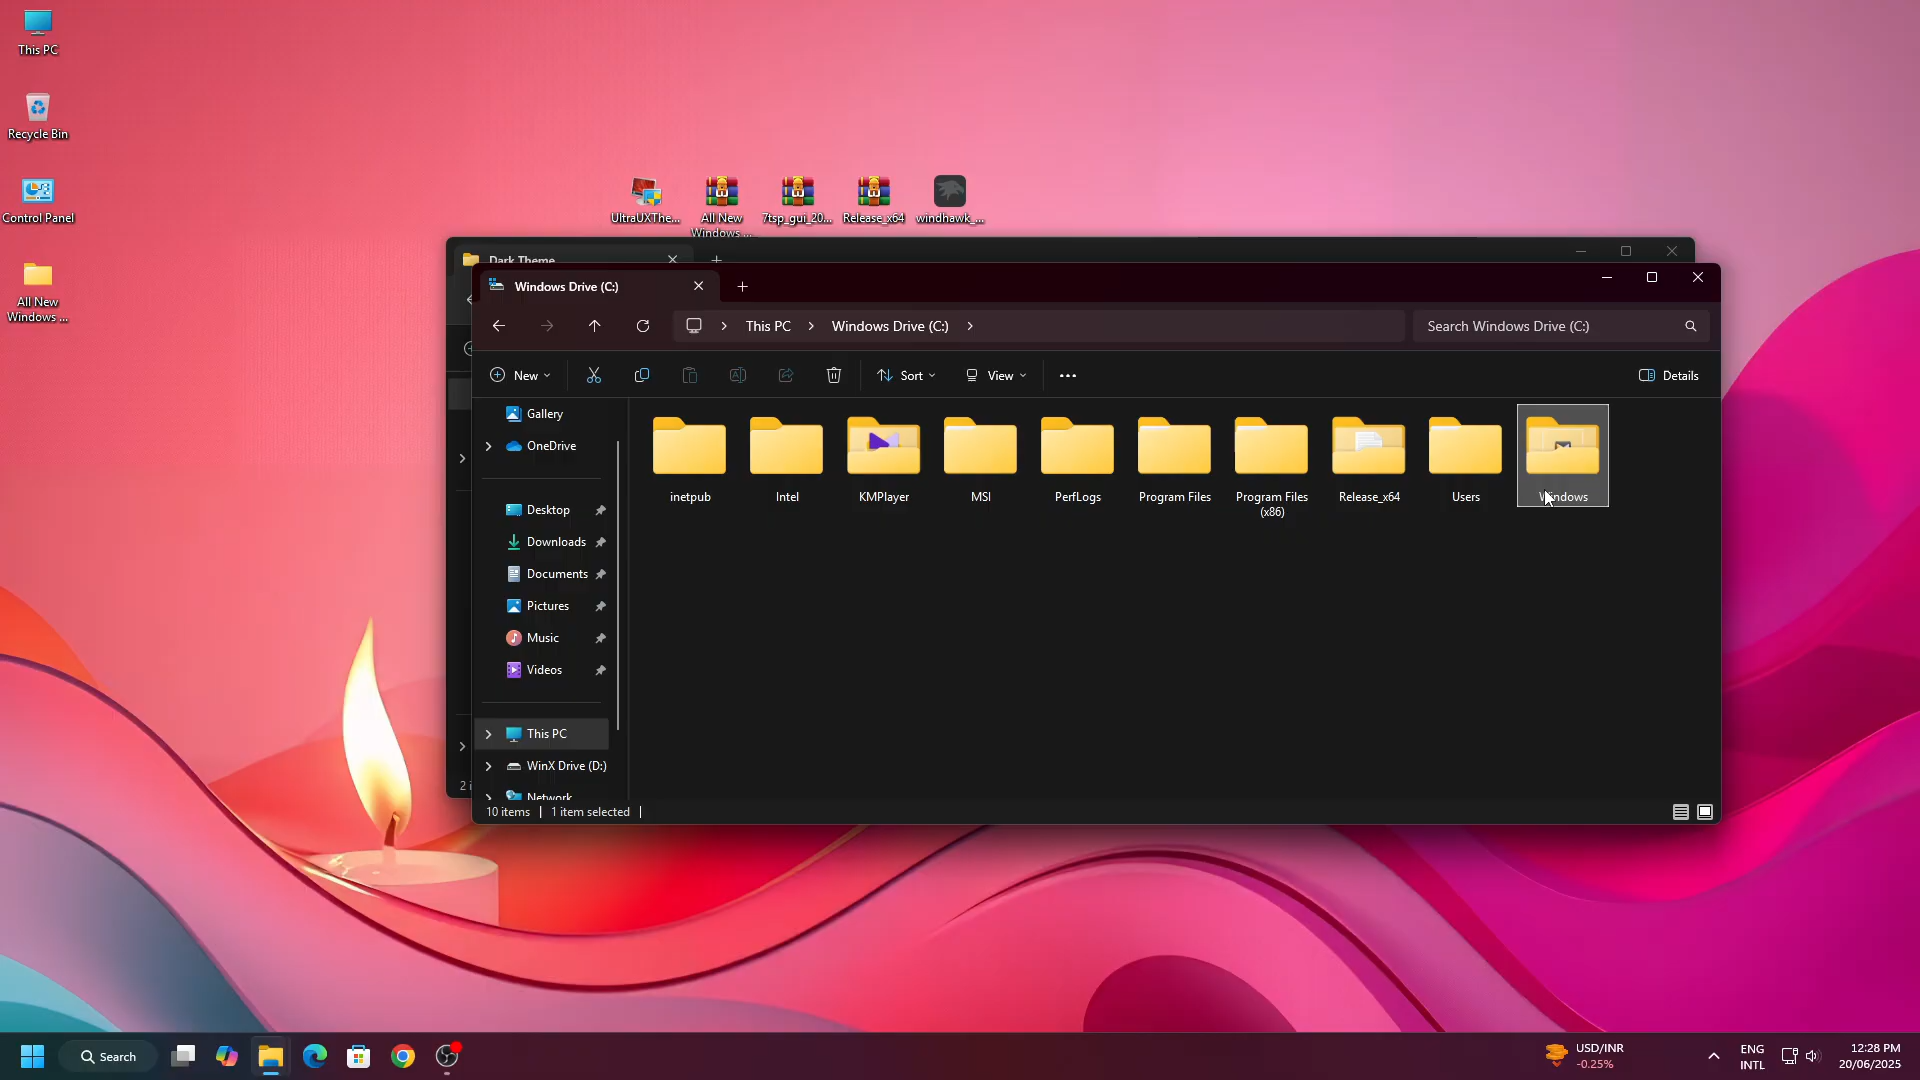 This PC
Recycle Bin
Control Panel
All New
Windows ...
UltraUXThe...
All New
Windows ...
7tsp_gui_20...
Release_x64
windhawk_...
Dark Theme
Windows Drive (C:)
This PC
Windows Drive (C:)
Search Windows Drive (C:)
New
Sort
View
Details
Gallery
OneDrive
Desktop
Downloads
Documents
Pictures
Music
Videos
This PC
WinX Drive (D:)
Network
inetpub
Intel
KMPlayer
MSI
PerfLogs
Program Files
Program Files
(x86)
Release_x64
Users
Windows
10 items
1 item selected
Search
USD/INR
-0.25%
ENG
INTL
12:28 PM
20/06/2025